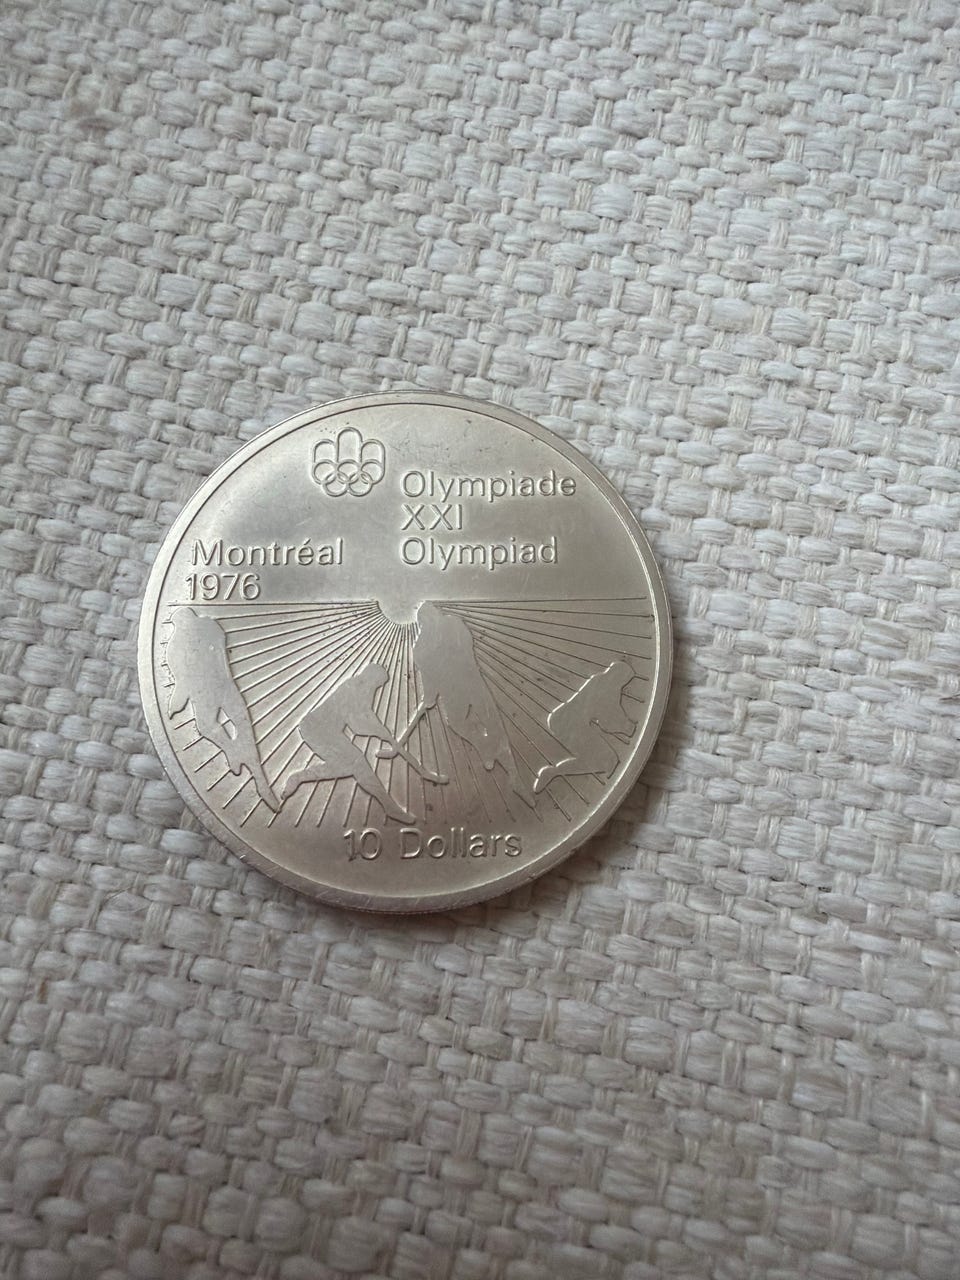 Olympiade
XXI
Olympiad
Montréal
1976
10 Dollars